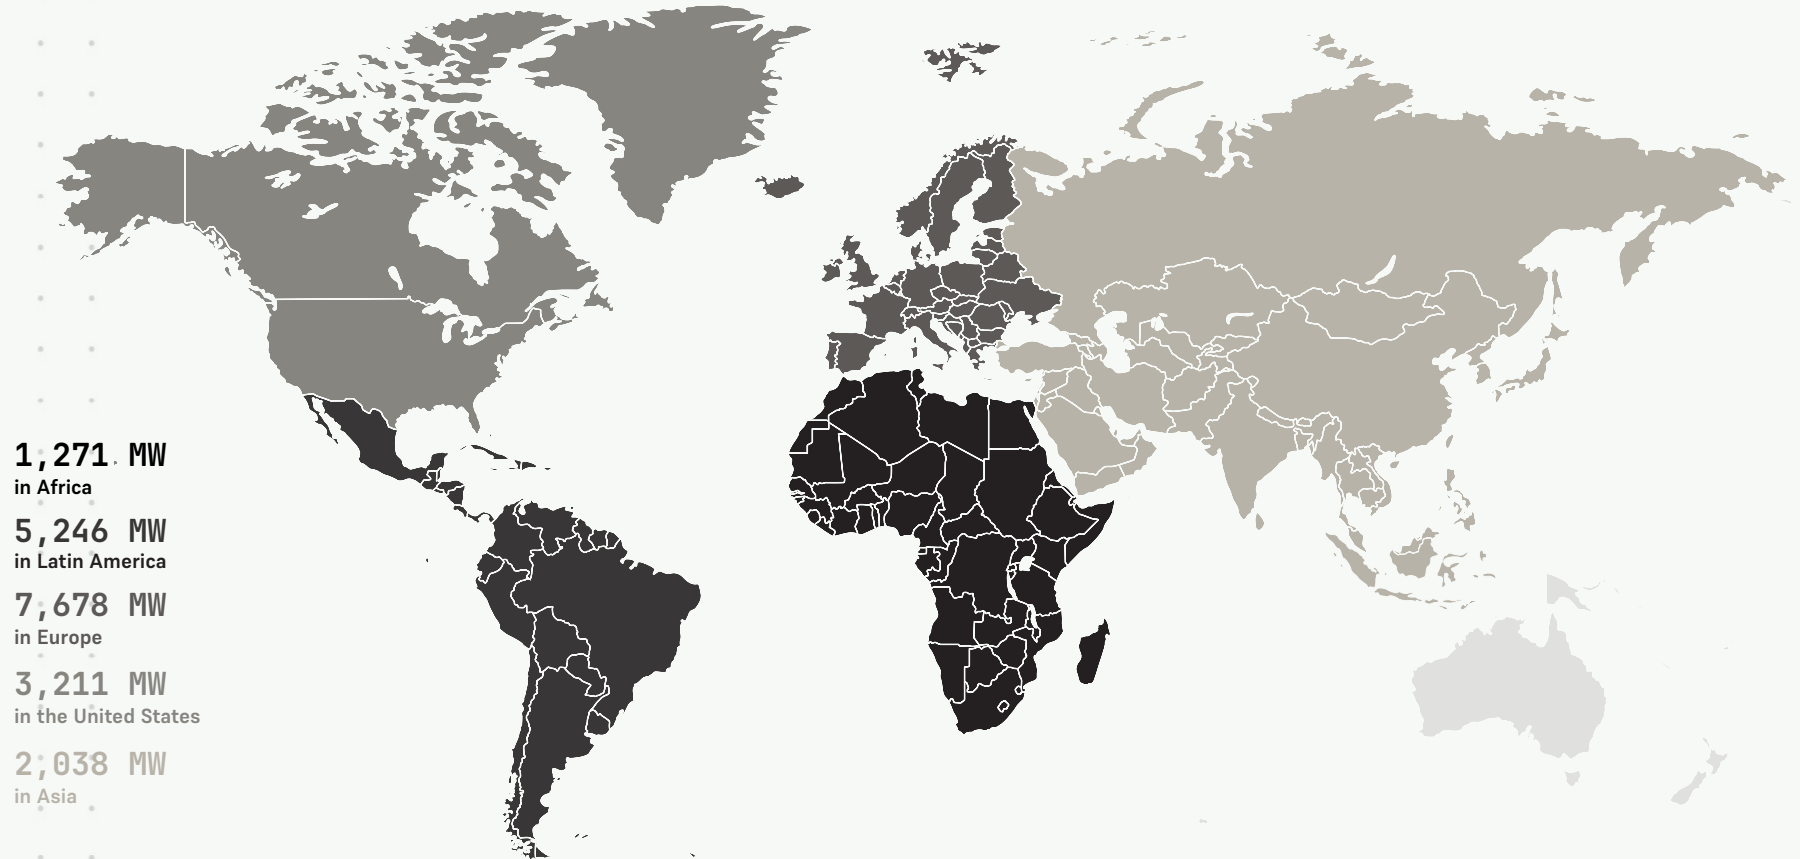 1,271 MW
in Africa
5,246 MW
in Latin America
7,678 MW
in Europe
3,211 MW
in the United States
2,038 MW
in Asia